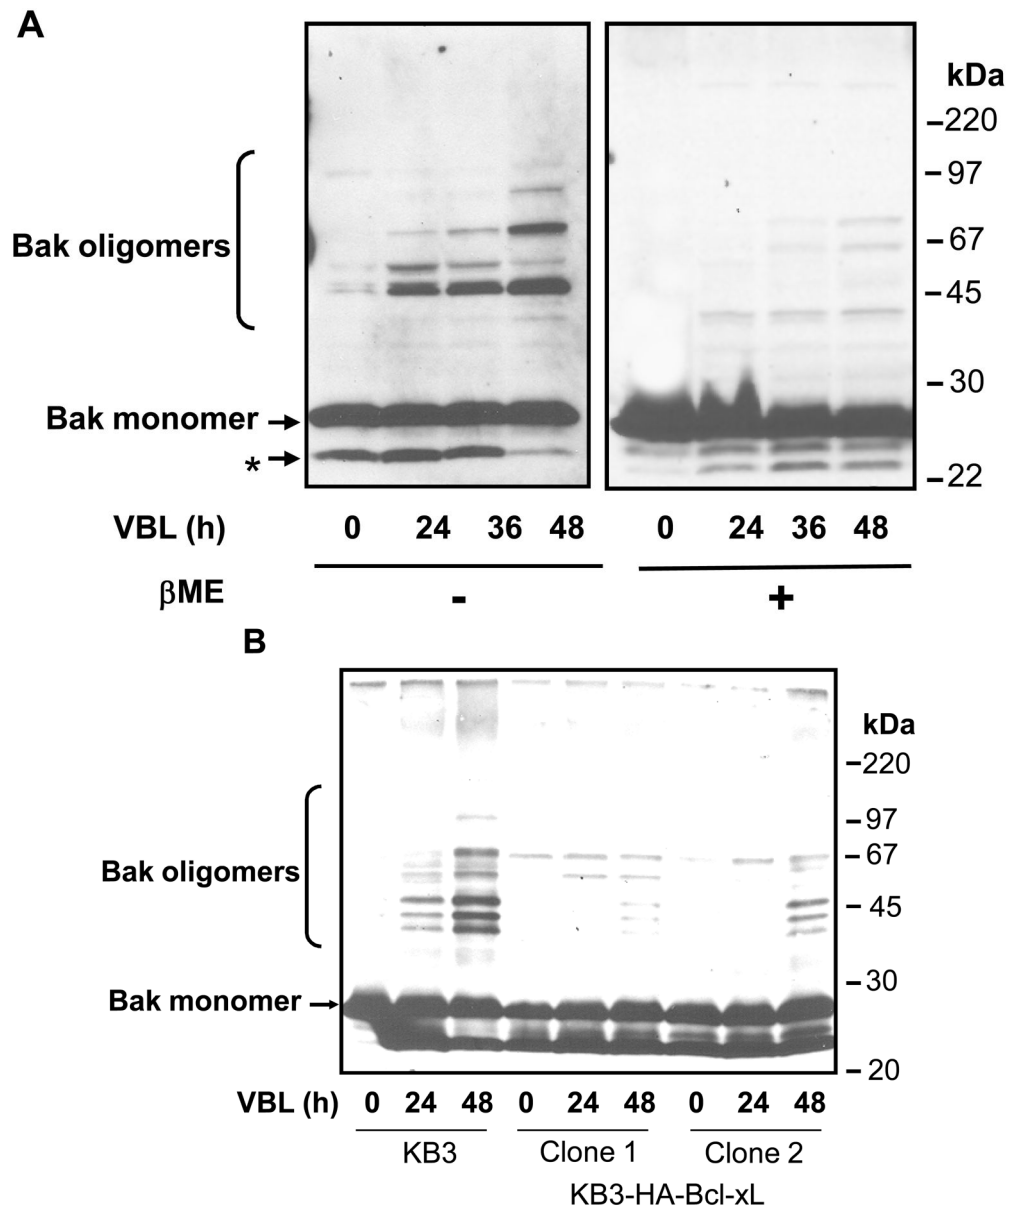 A
kDa
220
97
Bak oligomers
67
45
30
Bak monomer
*
22
VBL (h) 0 24 36 48 0 24 36 48
βME - +
B
kDa
220
97
67
Bak oligomers
45
30
Bak monomer
20
VBL (h) 0 24 48 0 24 48 0 24 48
KB3 Clone 1 Clone 2
KB3-HA-Bcl-xL